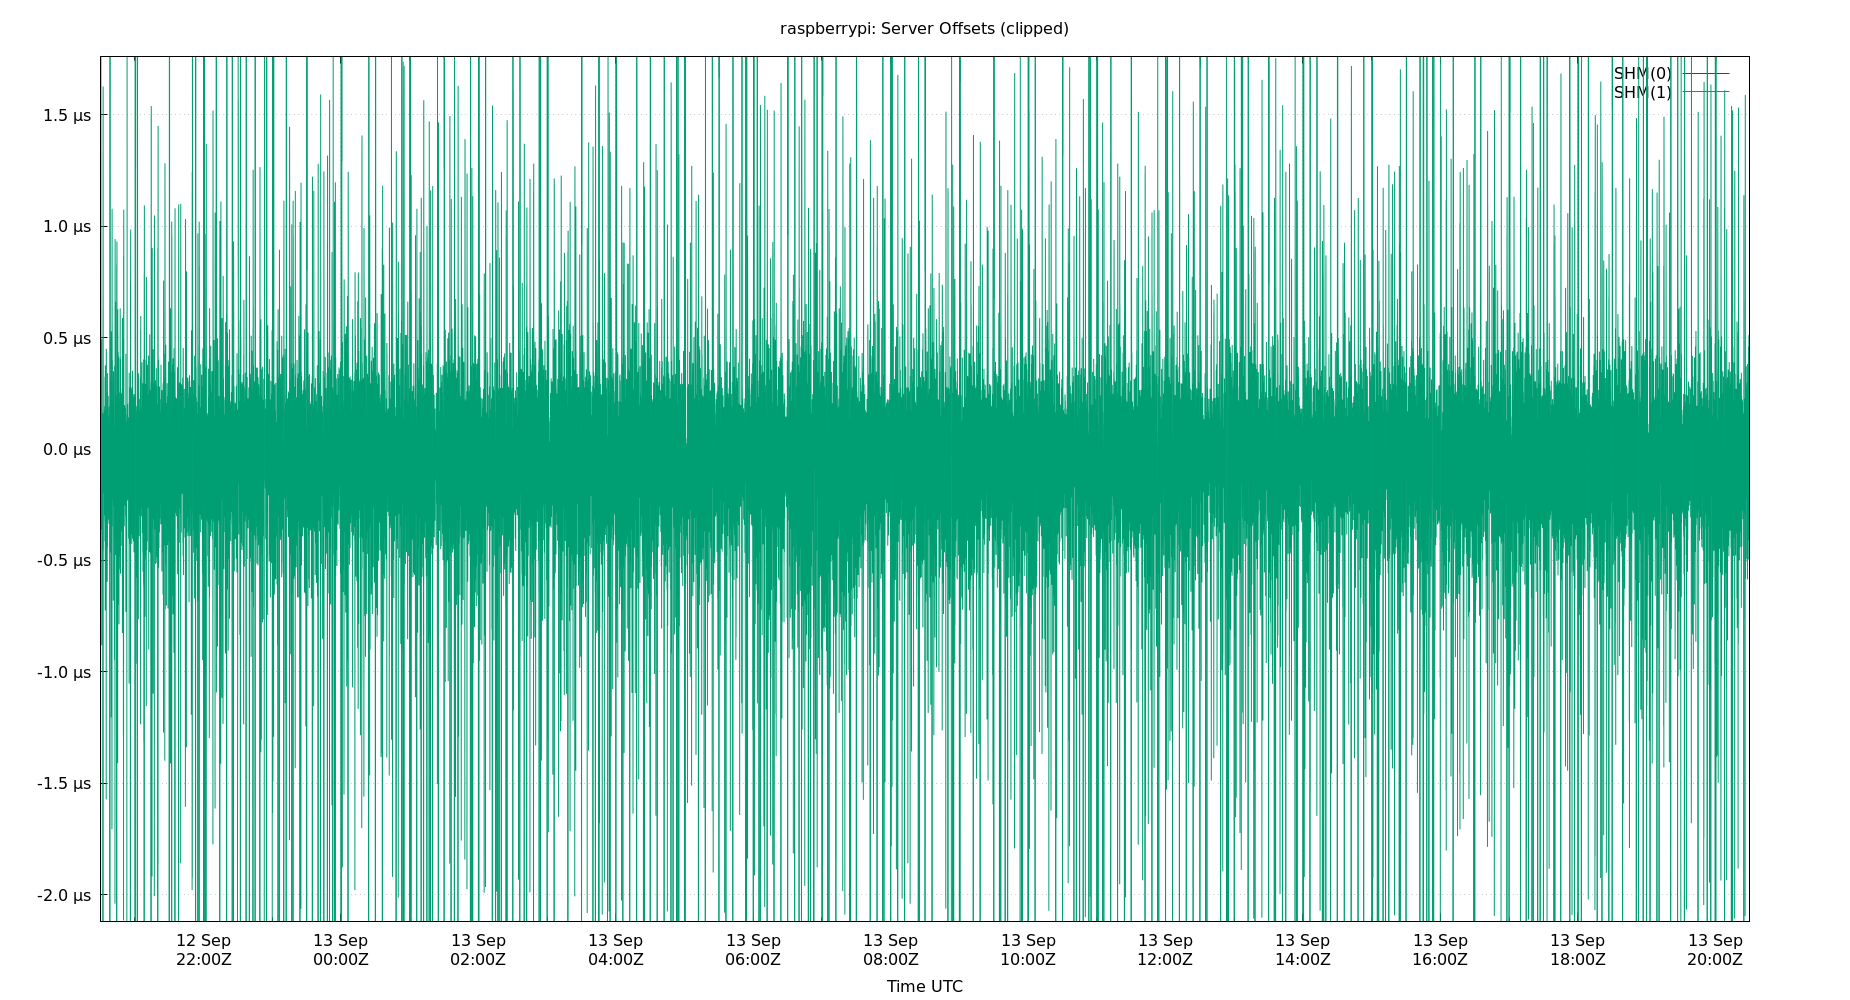 raspberrypi: Server Offsets (clipped)
SHM(0)
SHM(1)
1.5 µs
1.0 µs
0.5 µs
0.0 µs
-0.5 µs
-1.0 µs
-1.5 µs
-2.0 µs
12 Sep 13 Sep 13 Sep 13 Sep 13 Sep 13 Sep 13 Sep 13 Sep 13 Sep 13 Sep 13 Sep 13 Sep
22:00Z 00:00Z 02:00Z 04:00Z 06:00Z 08:00Z 10:00Z 12:00Z 14:00Z 16:00Z 18:00Z 20:00Z
Time UTC